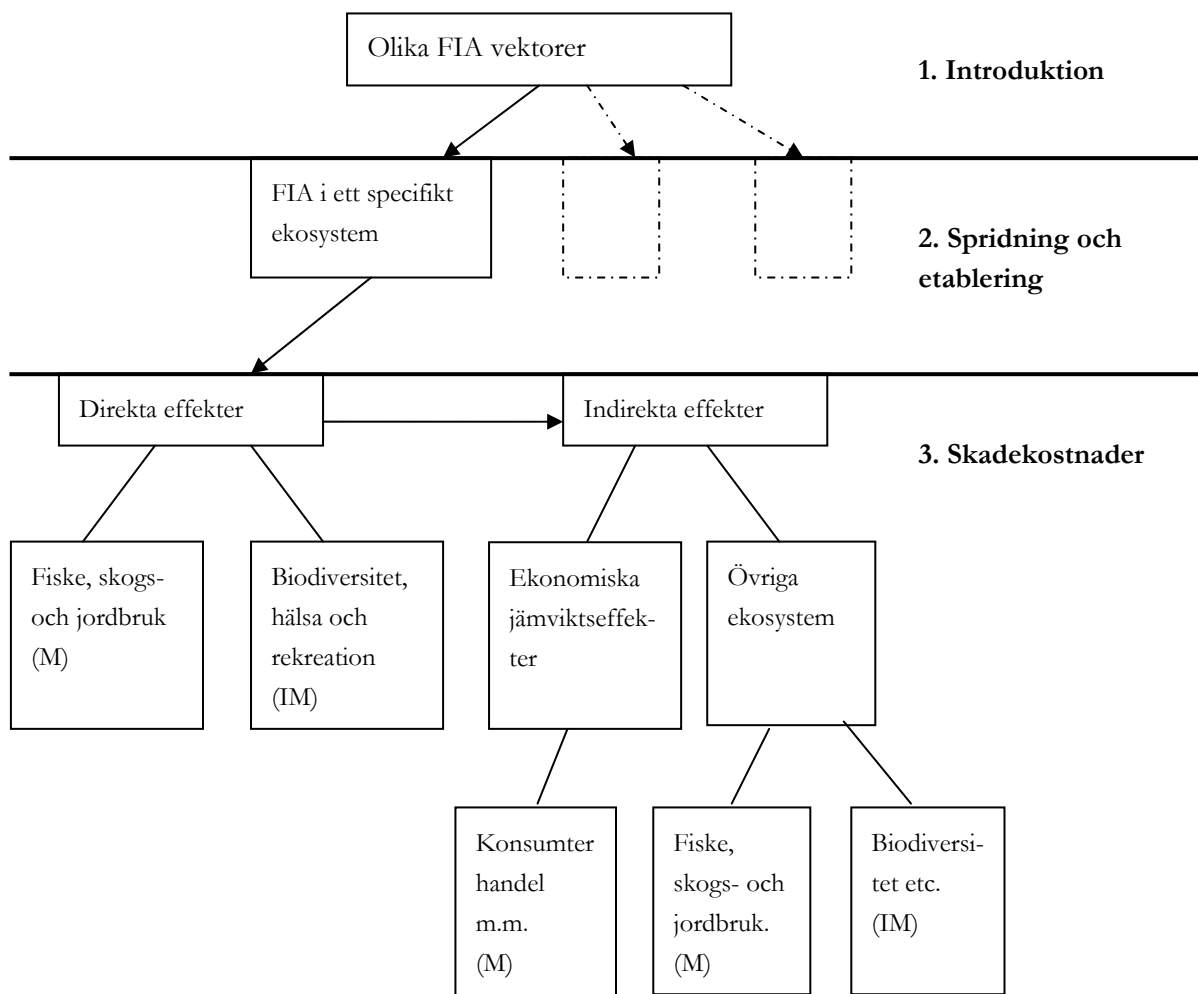 Olika FIA vektorer
1. Introduktion
FIA i ett specifikt
ekosystem
2. Spridning och
etablering
Direkta effekter
Indirekta effekter
3. Skadekostnader
Fiske, skogs-
och jordbruk
(M)
Biodiversitet,
hälsa och
rekreation
(IM)
Ekonomiska
jämviktseffek-
ter
Övriga
ekosystem
Konsumter
handel
m.m.
(M)
Fiske,
skogs- och
jordbruk.
(M)
Biodiversi-
tet etc.
(IM)